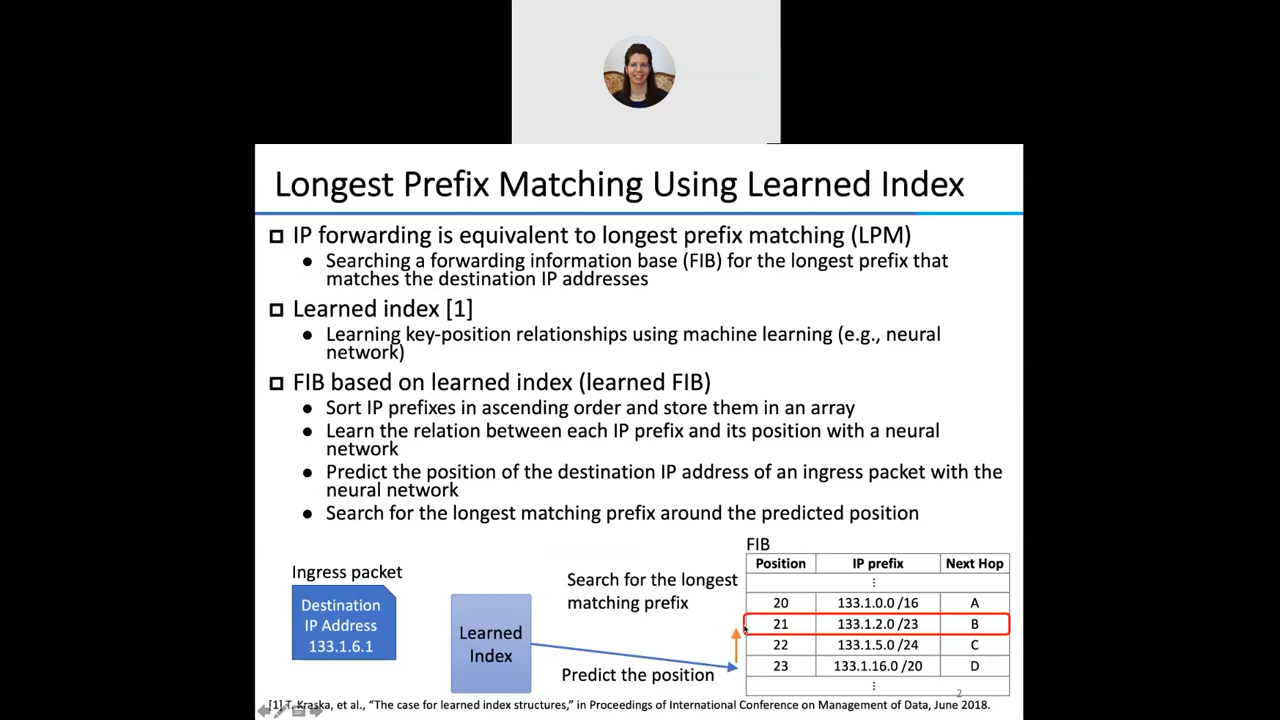 Longest Prefix Matching Using Learned Index
IP forwarding is equivalent to longest prefix matching (LPM)
Searching a forwarding information base (FIB) for the longest prefix that
matches the destination IP addresses
Learned index [1]
Learning key-position relationships using machine learning (e.g., neural
network)
FIB based on learned index (learned FIB)
Sort IP prefixes in ascending order and store them in an array
Learn the relation between each IP prefix and its position with a neural
network
Predict the position of the destination IP address of an ingress packet with the
neural network
Search for the longest matching prefix around the predicted position
Ingress packet
Destination
IP Address
133.1.6.1
Learned
Index
Search for the longest
matching prefix
Predict the position
FIB
Position IP prefix Next Hop
⋮
20 133.1.0.0 /16 A
21 133.1.2.0 /23 B
22 133.1.5.0 /24 C
23 133.1.16.0 /20 D
⋮
2
[1] T. Kraska, et al., “The case for learned index structures,” in Proceedings of International Conference on Management of Data, June 2018.